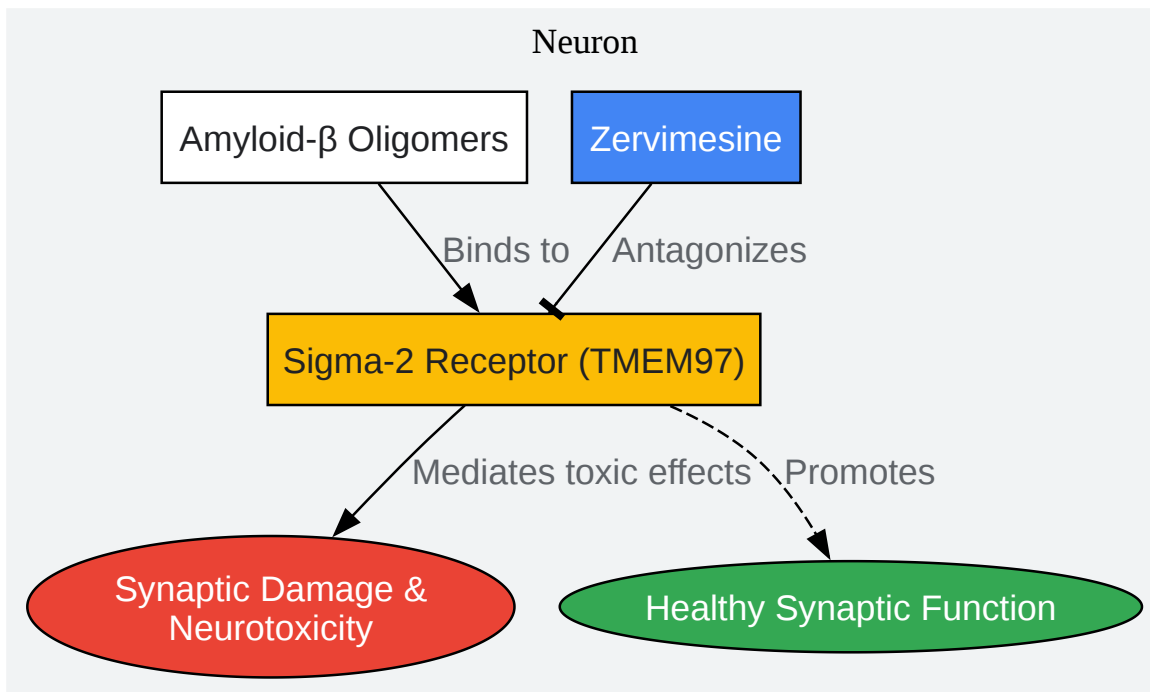 Neuron
Amyloid-β Oligomers
Zervimesine
Binds to
Antagonizes
Sigma-2 Receptor (TMEM97)
Mediates toxic effects
Promotes
Synaptic Damage &
Neurotoxicity
Healthy Synaptic Function